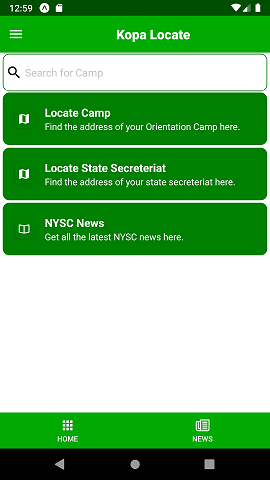 12:59
Kopa Locate
Search for Camp
Locate Camp
Find the address of your Orientation Camp here.
Locate State Secreteriat
Find the address of your state secreteriat here.
NYSC News
Get all the latest NYSC news here.
HOME
NEWS